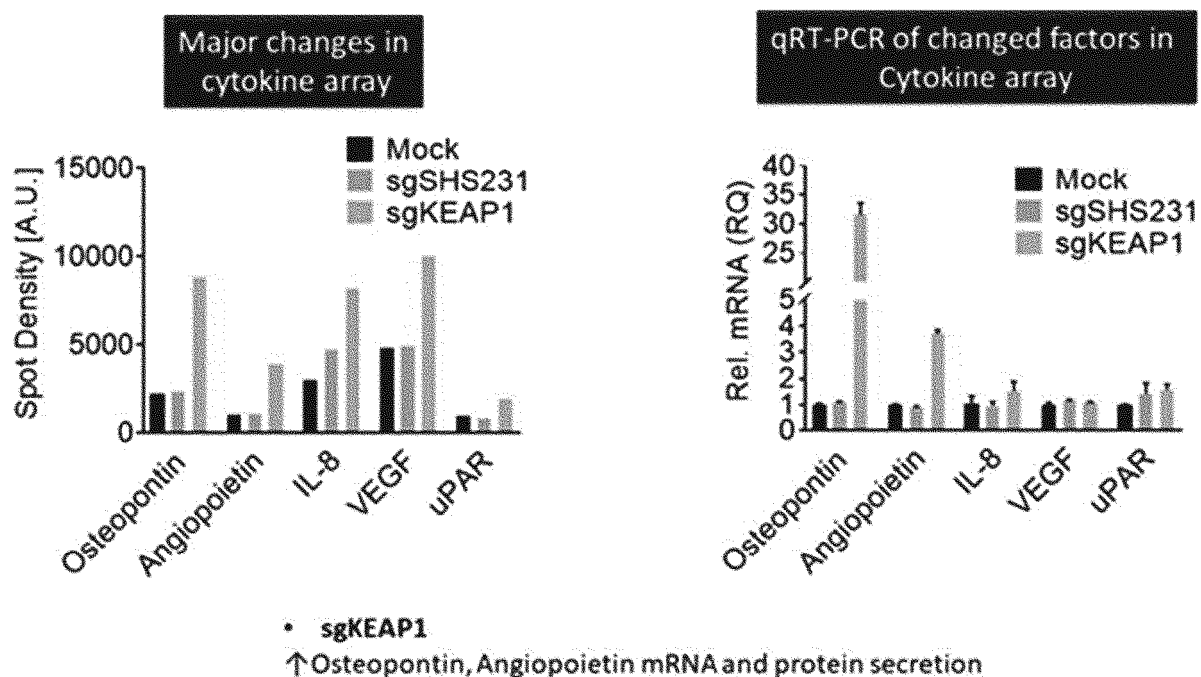 Major changes in
cytokine array
qRT-PCR of changed factors in
Cytokine array
Spot Density [A.U.]
15000
10000
5000
0
Mock
sgSHS231
sgKEAP1
Osteopontin
Angiopoietin
IL-8
VEGF
uPAR
Rel. mRNA (RQ)
40
35
30
25
5
4
3
2
1
0
Mock
sgSHS231
sgKEAP1
Osteopontin
Angiopoietin
IL-8
VEGF
uPAR
• sgKEAP1
↑Osteopontin, Angiopoietin mRNA and protein secretion